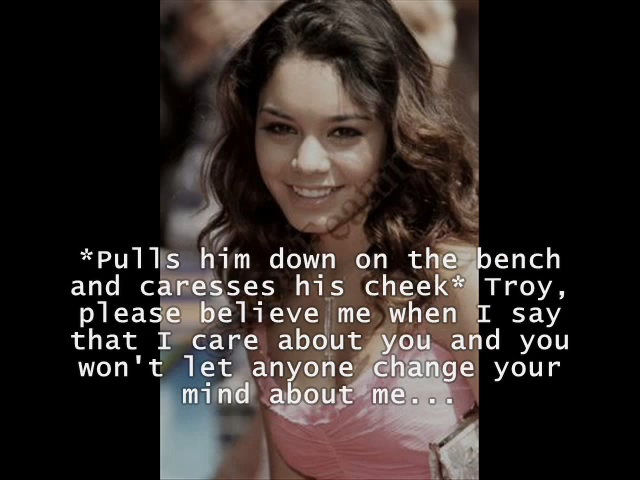 *Pulls him down on the bench
and caresses his cheek* Troy,
please believe me when I say
that I care about you and you
won't let anyone change your
mind about me...